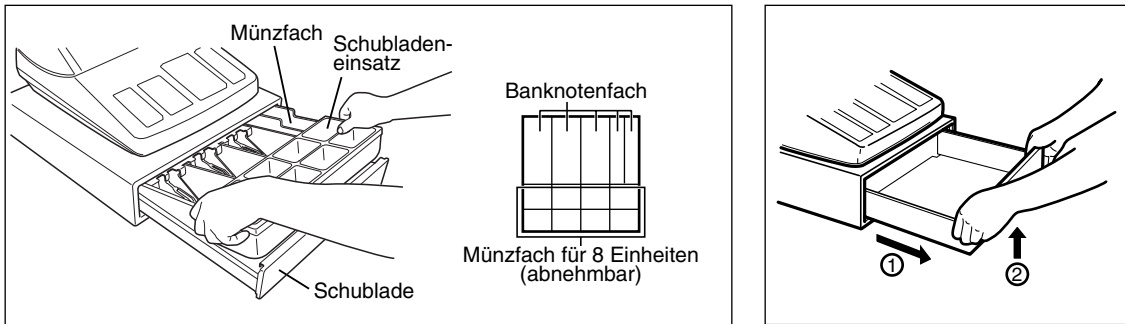 Münzfach
Schubladen-
einsatz
Banknotenfach
Münzfach für 8 Einheiten
(abnehmbar)
Schublade
①
②